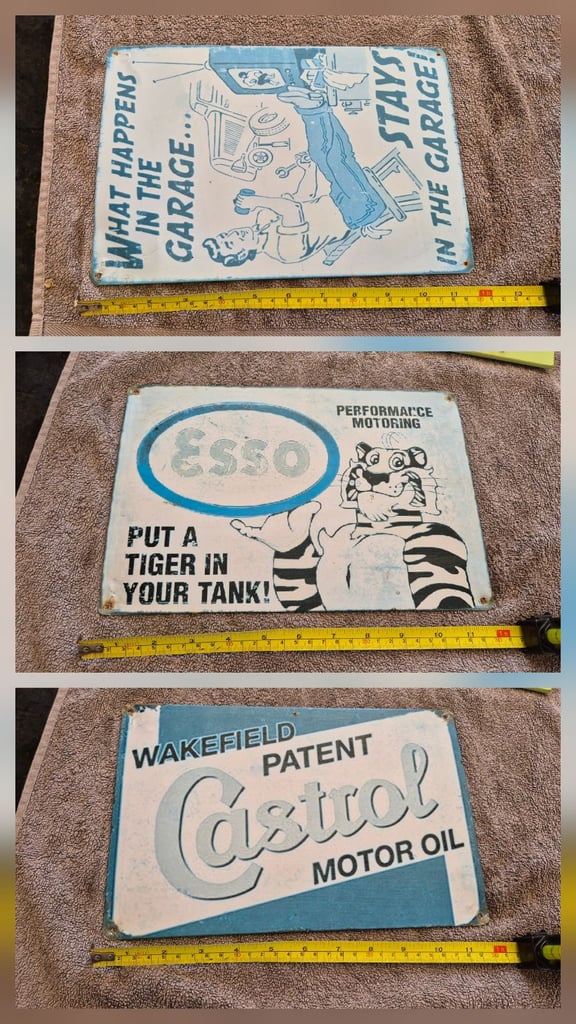 WHAT HAPPENS
IN THE
GARAGE...
STAYS
IN THE GARAGE!
PERFORMANCE
MOTORING
Esso
PUT A
TIGER IN
YOUR TANK!
WAKEFIELD
PATENT
Castrol
MOTOR OIL